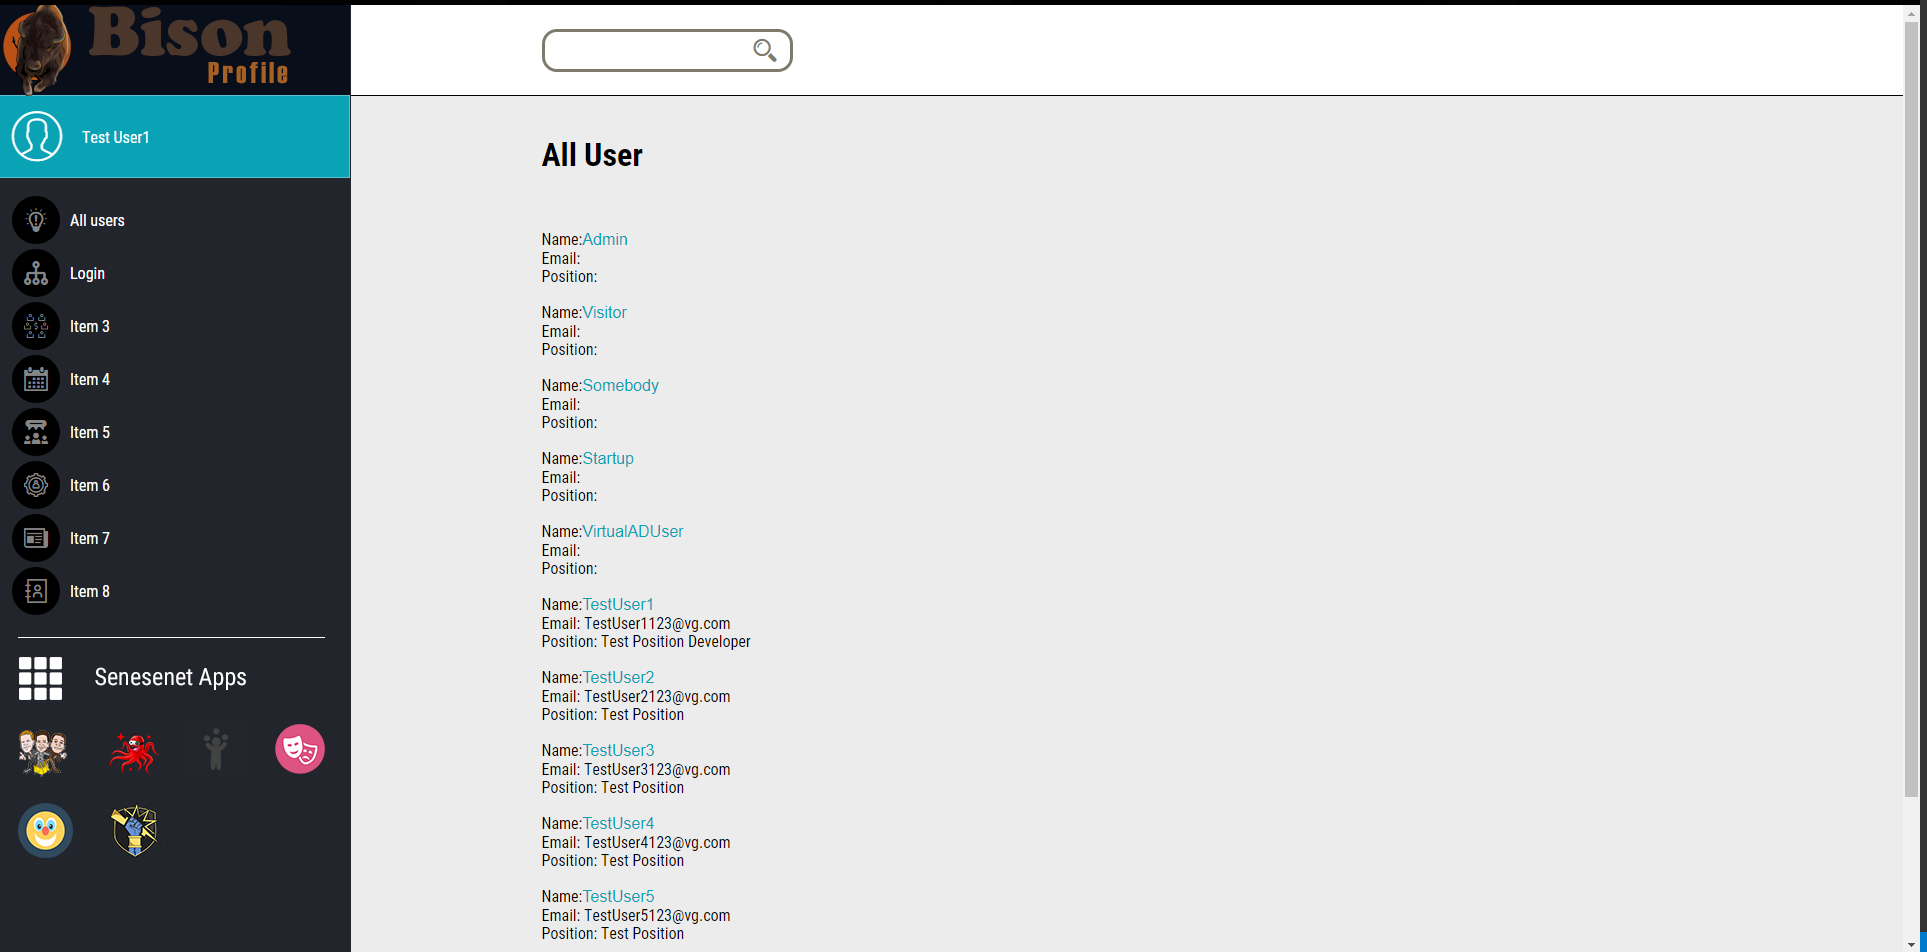 Bison
Profile
Test User1
All users
Login
Item 3
Item 4
Item 5
Item 6
Item 7
Item 8
Senesenet Apps
All User
Name:Admin
Email:
Position:
Name:Visitor
Email:
Position:
Name:Somebody
Email:
Position:
Name:Startup
Email:
Position:
Name:VirtualADUser
Email:
Position:
Name:TestUser1
Email: TestUser1123@vg.com
Position: Test Position Developer
Name:TestUser2
Email: TestUser2123@vg.com
Position: Test Position
Name:TestUser3
Email: TestUser3123@vg.com
Position: Test Position
Name:TestUser4
Email: TestUser4123@vg.com
Position: Test Position
Name:TestUser5
Email: TestUser5123@vg.com
Position: Test Position